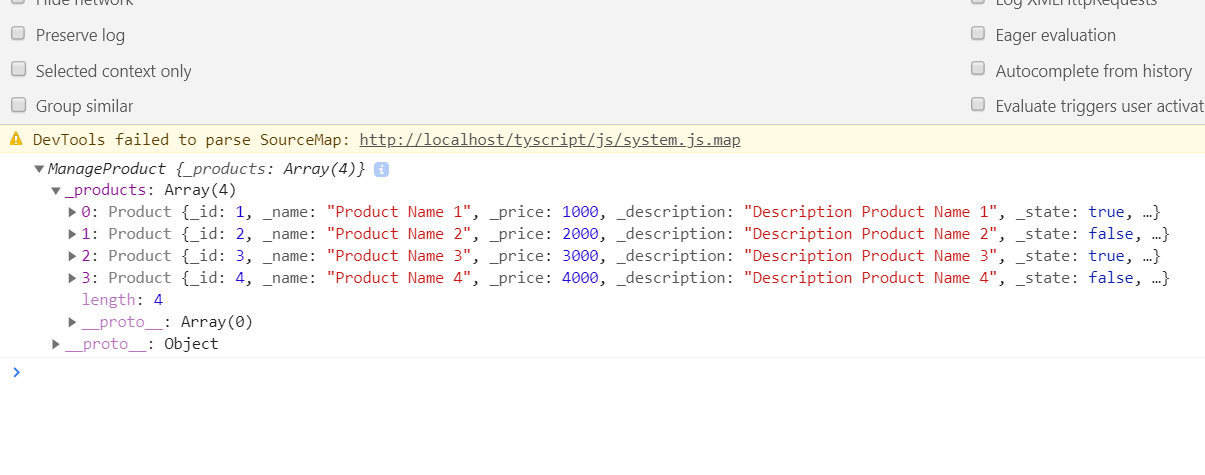 Hide network
Log XMLHttpRequests
Preserve log
Eager evaluation
Selected context only
Autocomplete from history
Group similar
Evaluate triggers user activat
DevTools failed to parse SourceMap: http://localhost/tyscript/js/system.js.map
ManageProduct {_products: Array(4)} i
_products: Array(4)
0: Product {_id: 1, _name: "Product Name 1", _price: 1000, _description: "Description Product Name 1", _state: true, …}
1: Product {_id: 2, _name: "Product Name 2", _price: 2000, _description: "Description Product Name 2", _state: false, …}
2: Product {_id: 3, _name: "Product Name 3", _price: 3000, _description: "Description Product Name 3", _state: true, …}
3: Product {_id: 4, _name: "Product Name 4", _price: 4000, _description: "Description Product Name 4", _state: false, …}
length: 4
__proto__: Array(0)
__proto__: Object